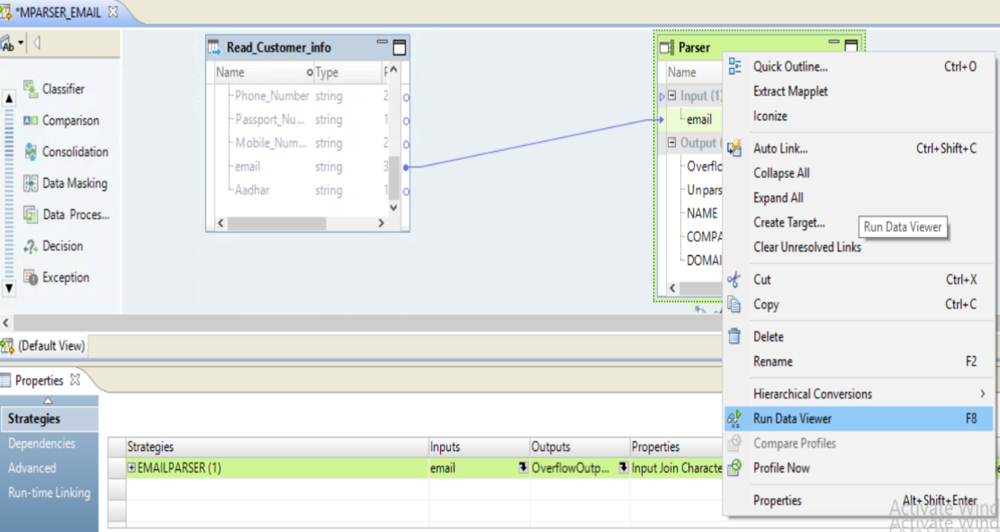 *MPARSER_EMAIL
Ab
Classifier
Comparison
Consolidation
Data Masking
Data Proces...
Decision
Exception
Read_Customer_info
Name Type
Phone_Number string 2
Passport_Nu... string 1
Mobile_Num... string 2
email string 3
Aadhar string 1
Parser
Name
Input (1)
email
Output (
Overflo
Unpars
NAME
COMPA
DOMAI
Quick Outline... Ctrl+O
Extract Mapplet
Iconize
Auto Link... Ctrl+Shift+C
Collapse All
Expand All
Create Target...
Run Data Viewer
Clear Unresolved Links
Cut Ctrl+X
Copy Ctrl+C
Delete
Rename F2
Hierarchical Conversions
Run Data Viewer F8
Compare Profiles
Profile Now
Properties Alt+Shift+Enter
(Default View)
Properties
Strategies
Dependencies
Advanced
Run-time Linking
Strategies Inputs Outputs Properties
EMAILPARSER (1) email OverflowOutp... Input Join Characte
Activate Wind
Activate Wind